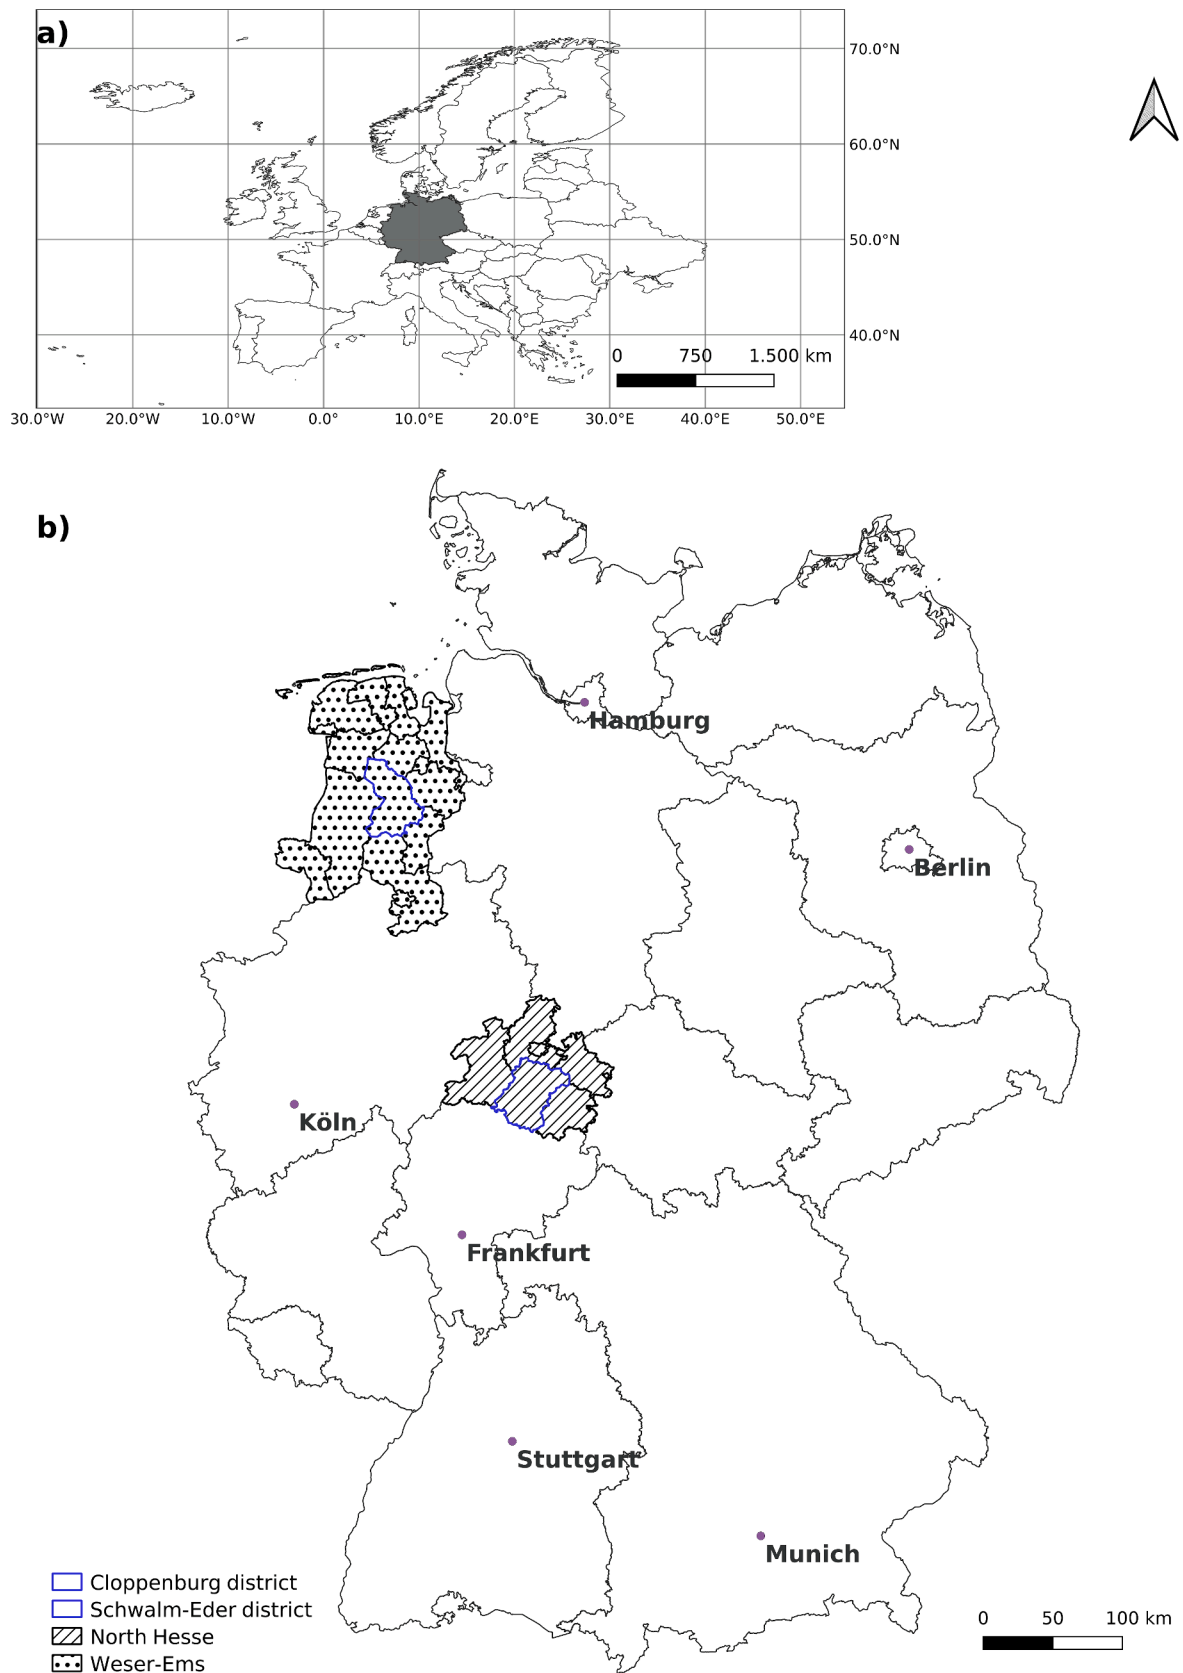 a)
70.0°N
60.0°N
50.0°N
40.0°N
0 750 1.500 km
30.0°W 20.0°W 10.0°W 0.0°E 10.0°E 20.0°E 30.0°E 40.0°E 50.0°E
b)
Hamburg
Berlin
Köln
Frankfurt
Stuttgart
Munich
Cloppenburg district
Schwalm-Eder district
North Hesse
Weser-Ems
0 50 100 km